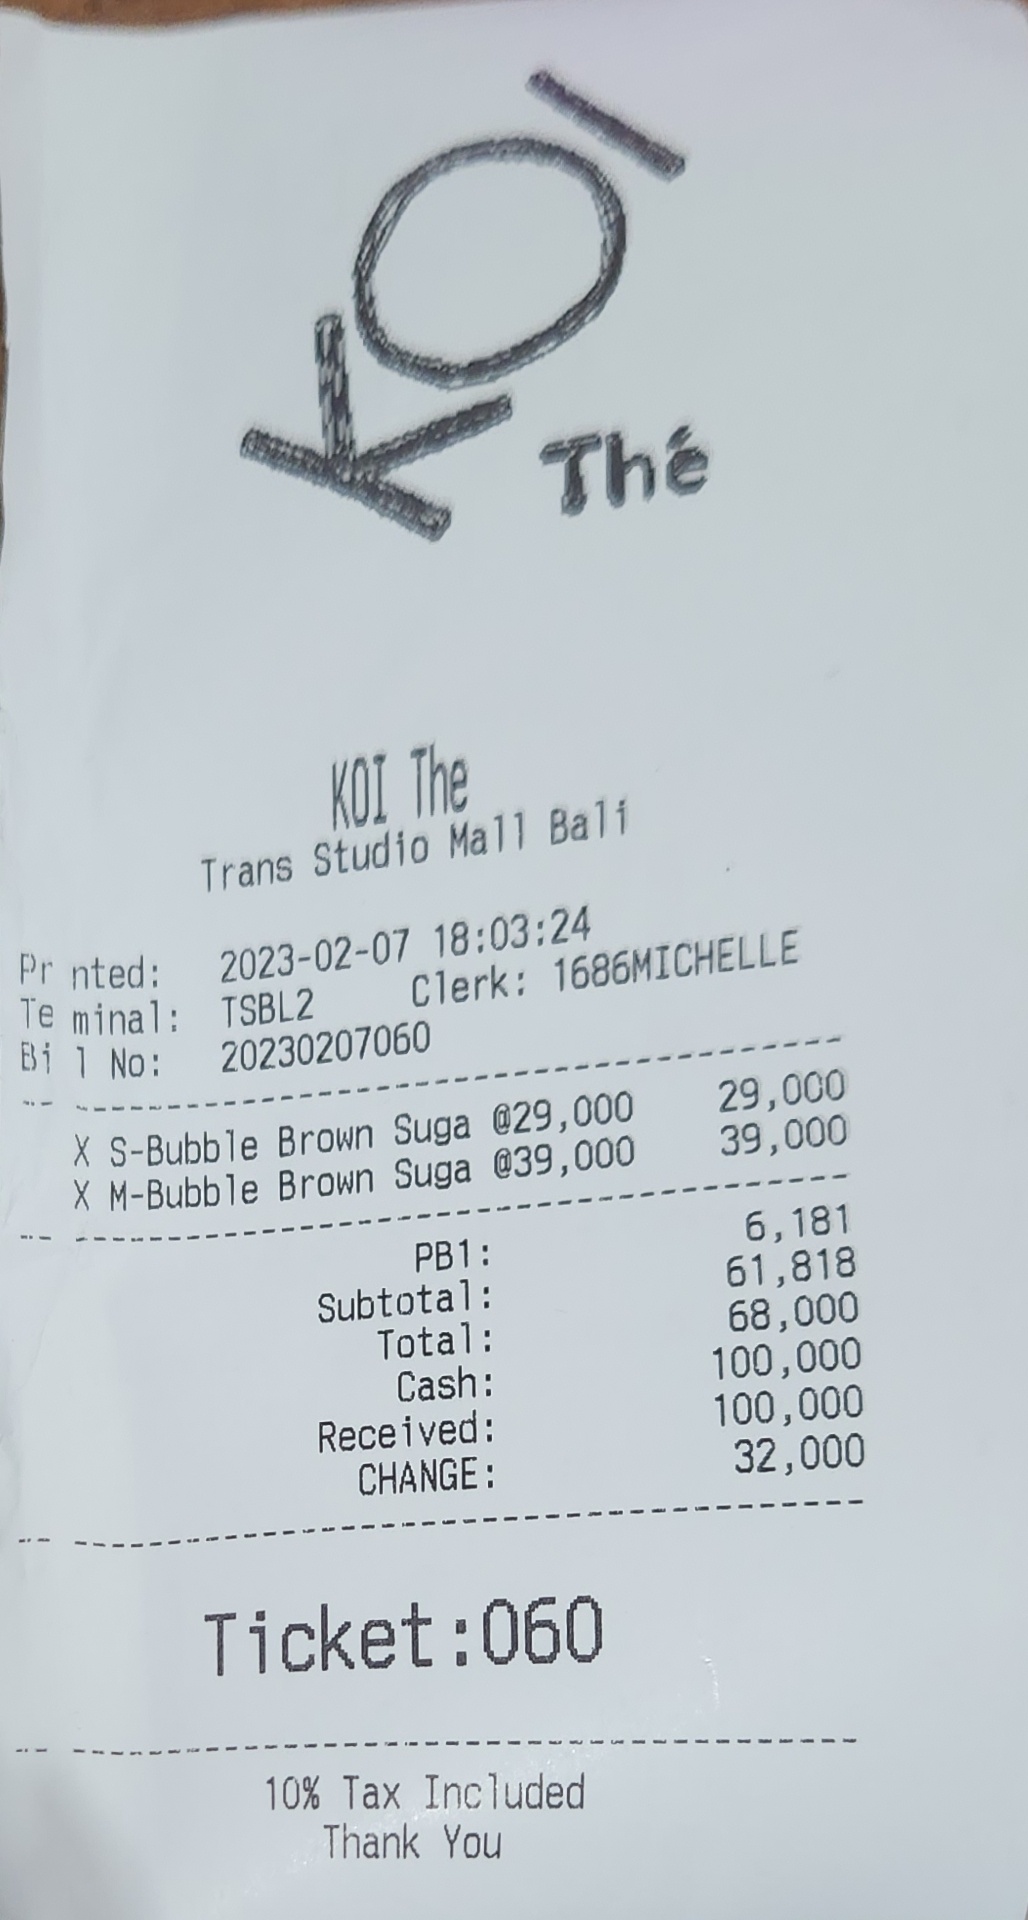 KOI
Thé
KOI The
Trans Studio Mall Bali
Pr nted: 2023-02-07 18:03:24
Te minal: TSBL2 Clerk: 1686MICHELLE
Bi l No: 20230207060
X S-Bubble Brown Suga @29,000 29,000
X M-Bubble Brown Suga @39,000 39,000
PB1: 6,181
Subtotal: 61,818
Total: 68,000
Cash: 100,000
Received: 100,000
CHANGE: 32,000
Ticket:060
10% Tax Included
Thank You